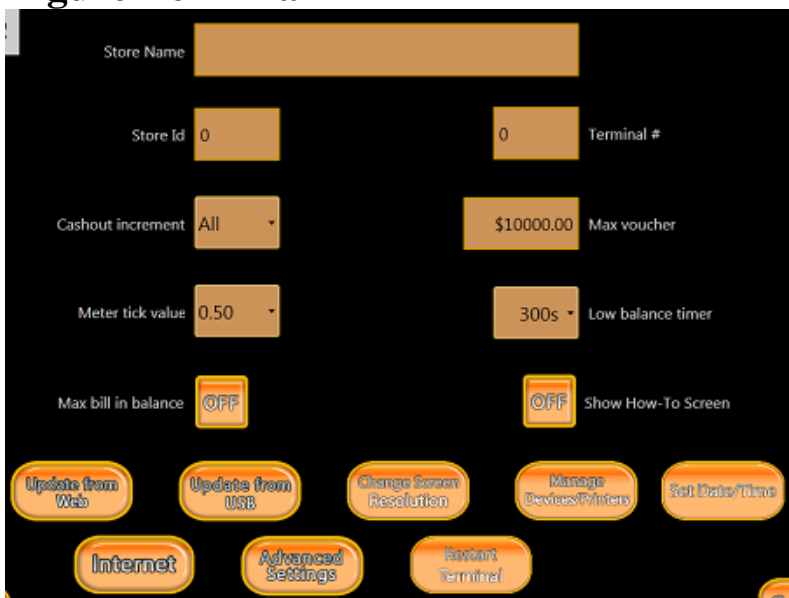 Store Name
Store Id 0 0 Terminal #
Cashout increment All $10000.00 Max voucher
Meter tick value 0.50 300s Low balance timer
Max bill in balance OFF OFF Show How-To Screen
Update from Web
Update from USB
Change Screen Resolution
Manage Devices/Printers
Set Date/Time
Internet
Advanced Settings
Restart Terminal